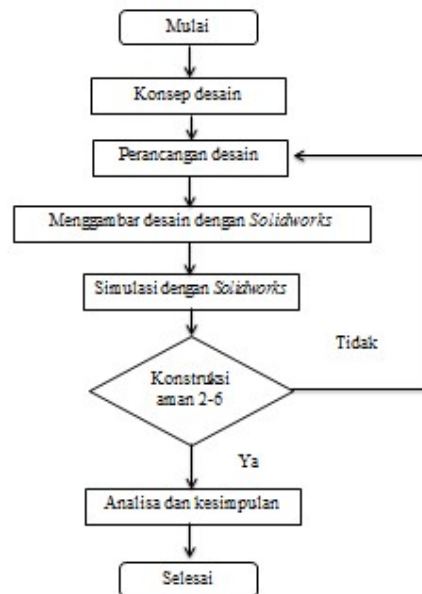 Mulai
Konsep desain
Perancangan desain
Menggambar desain dengan Solidworks
Simulasi dengan Solidworks
Tidak
Konstruksi
aman 2-6
Ya
Analisa dan kesimpulan
Selesai